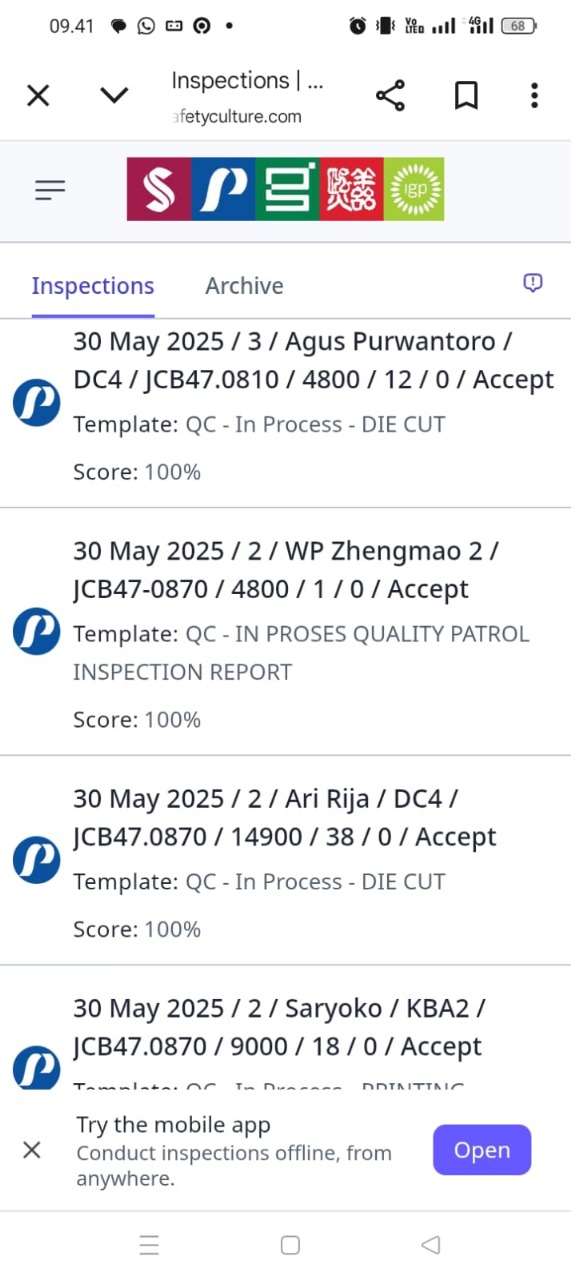 09.41
Vo LTED
4G
68
Inspections | ...
afetyculture.com
igp
Inspections Archive
30 May 2025 / 3 / Agus Purwantoro /
DC4 / JCB47.0810 / 4800 / 12 / 0 / Accept
Template: QC - In Process - DIE CUT
Score: 100%
30 May 2025 / 2 / WP Zhengmao 2 /
JCB47-0870 / 4800 / 1 / 0 / Accept
Template: QC - IN PROSES QUALITY PATROL
INSPECTION REPORT
Score: 100%
30 May 2025 / 2 / Ari Rija / DC4 /
JCB47.0870 / 14900 / 38 / 0 / Accept
Template: QC - In Process - DIE CUT
Score: 100%
30 May 2025 / 2 / Saryoko / KBA2 /
JCB47.0870 / 9000 / 18 / 0 / Accept
Template: QC - In Process - PRINTING
Try the mobile app
Conduct inspections offline, from
anywhere.
Open